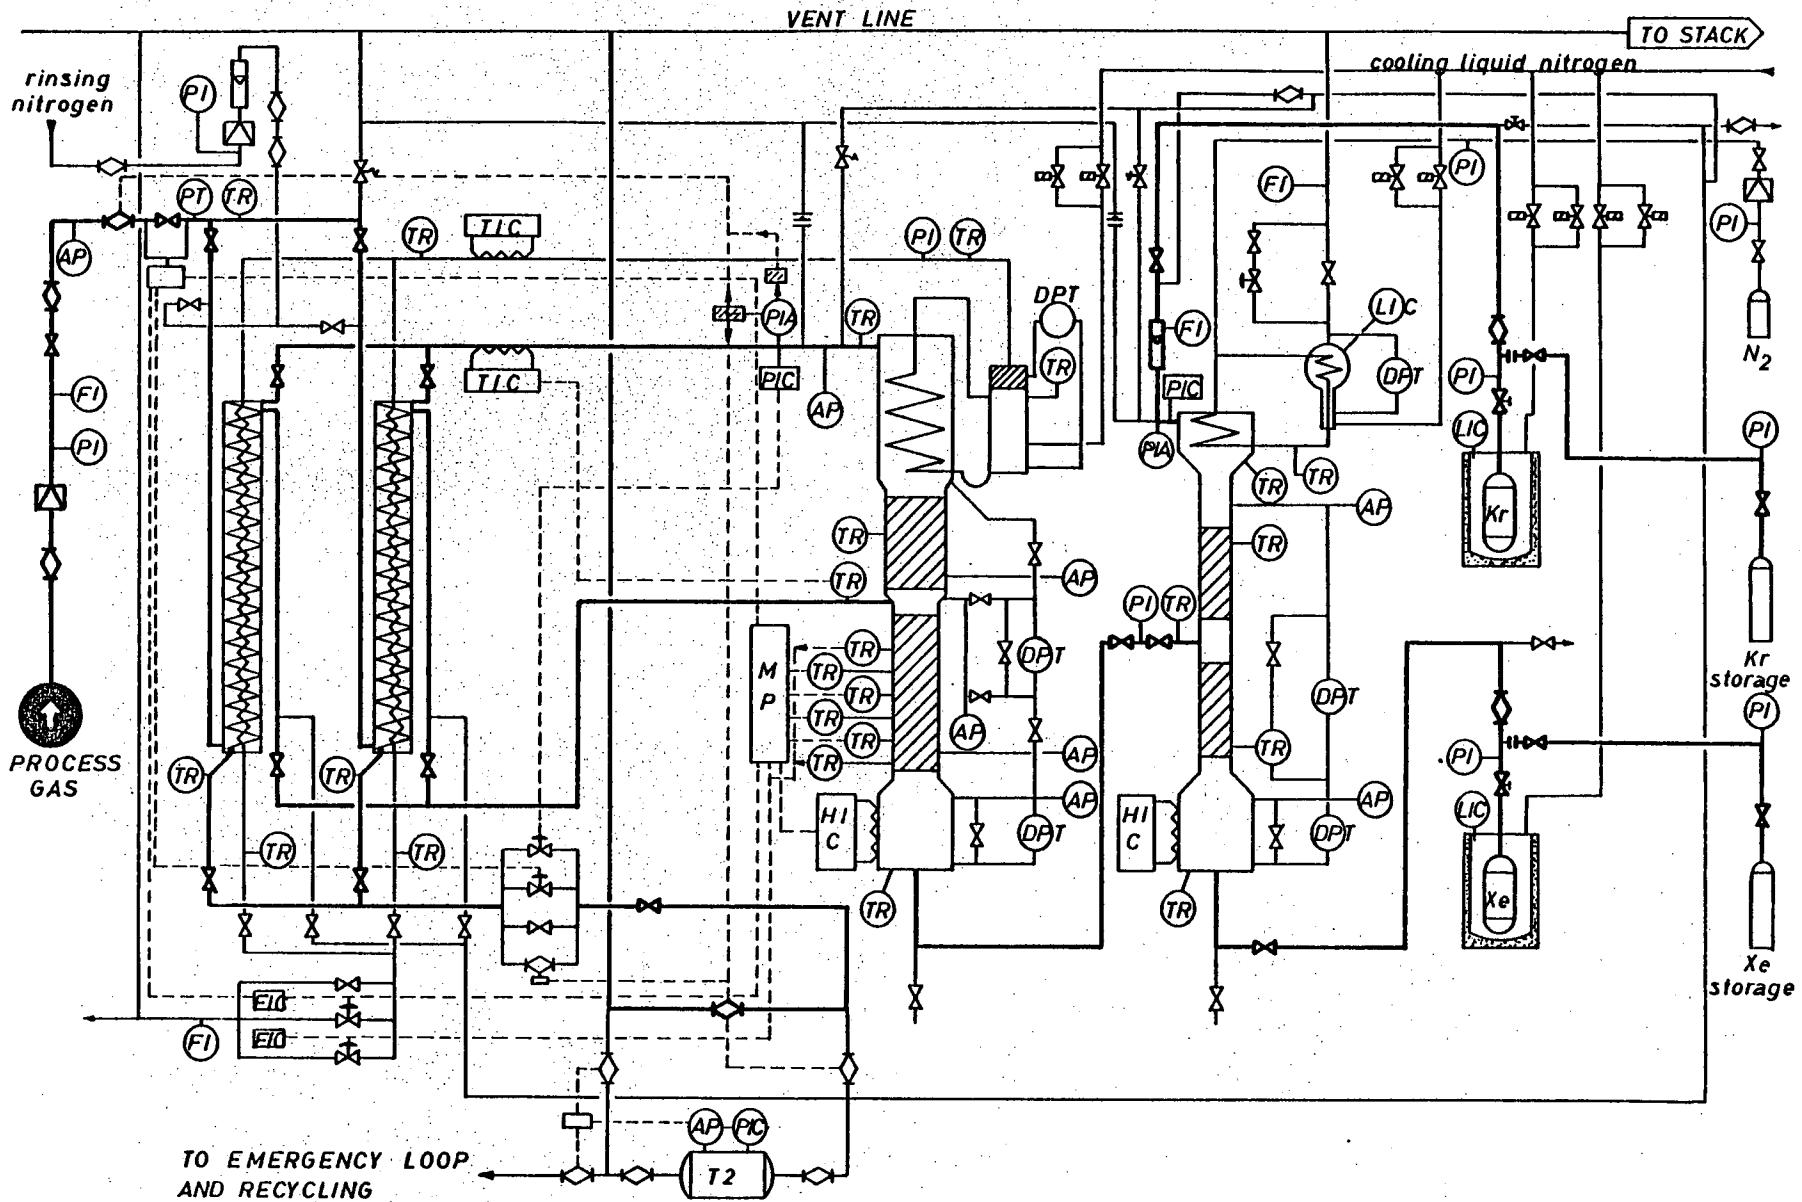 VENT LINE
TO STACK
cooling liquid nitrogen
rinsing
nitrogen
PI
PI
FI
PT
TR
TR
TIC
PI
TR
PI
AP
DPT
LIC
PIA
TR
FI
N2
FI
TIC
PIC
AP
TR
PIC
DPT
PI
PI
PIA
LIC
PI
TR
TR
AP
Kr
TR
TR
TR
AP
PI
TR
TR
M
P
TR
TR
TR
TR
TR
DPT
AP
DPT
Kr
storage
PI
TR
AP
TR
PI
PROCESS
GAS
TR
TR
HI
C
AP
DPT
HI
C
AP
DPT
LIC
TR
TR
TR
TR
Xe
Xe
storage
FIC
FIC
FI
AP
PIC
T2
TO EMERGENCY LOOP
AND RECYCLING